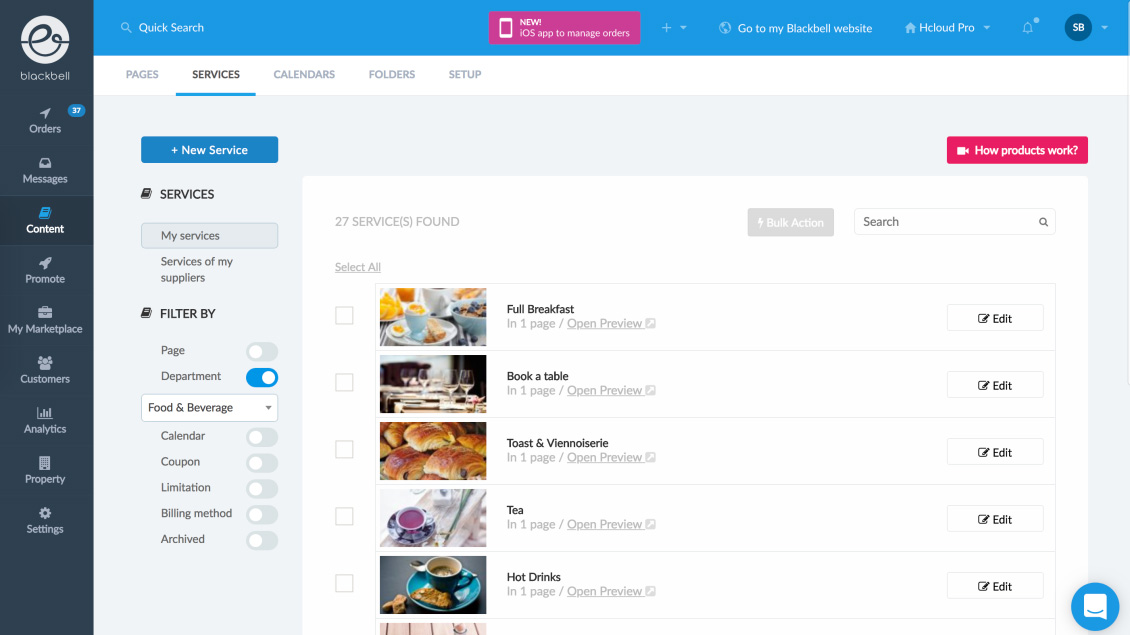 blackbell
Quick Search
NEW!
iOS app to manage orders
Go to my Blackbell website
Hcloud Pro
SB
PAGES
SERVICES
CALENDARS
FOLDERS
SETUP
37
Orders
Messages
Content
Promote
My Marketplace
Customers
Analytics
Property
Settings
+ New Service
How products work?
SERVICES
My services
Services of my
suppliers
FILTER BY
Page
Department
Food & Beverage
Calendar
Coupon
Limitation
Billing method
Archived
27 SERVICE(S) FOUND
Bulk Action
Search
Select All
Full Breakfast
In 1 page / Open Preview
Edit
Book a table
In 1 page / Open Preview
Edit
Toast & Viennoiserie
In 1 page / Open Preview
Edit
Tea
In 1 page / Open Preview
Edit
Hot Drinks
In 1 page / Open Preview
Edit